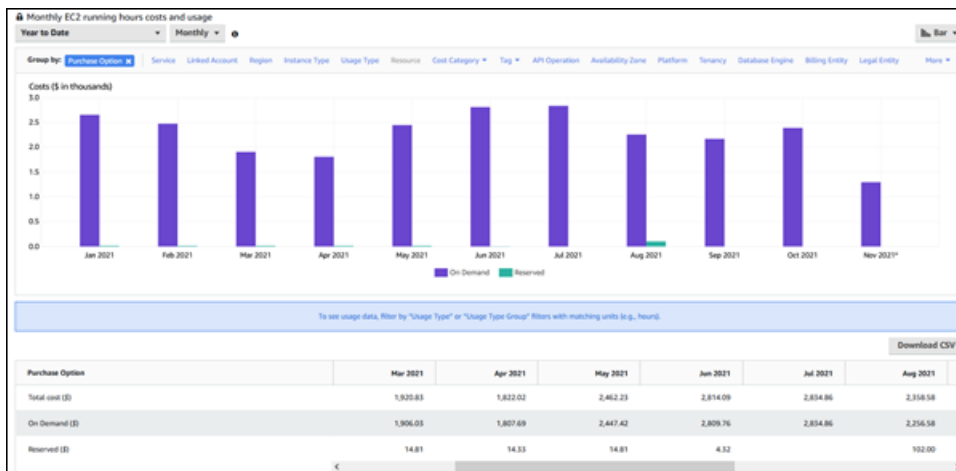 Monthly EC2 running hours costs and usage
Year to Date Monthly Bar
Group by: Purchase Option Service Linked Account Region Instance Type Usage Type Resource Cost Category Tag API Operation Availability Zone Platform Tenancy Database Engine Billing Entity Legal Entity More
Costs ($ in thousands)
3.0
2.5
2.0
1.5
1.0
0.5
0.0
Jan 2021 Feb 2021 Mar 2021 Apr 2021 May 2021 Jun 2021 Jul 2021 Aug 2021 Sep 2021 Oct 2021 Nov 2021*
On Demand Reserved
To see usage data, filter by "Usage Type" or "Usage Type Group" filters with matching units (e.g., hours).
Download CSV
Purchase Option Mar 2021 Apr 2021 May 2021 Jun 2021 Jul 2021 Aug 2021
Total cost ($) 1,920.83 1,822.02 2,462.23 2,814.09 2,834.86 2,358.58
On Demand ($) 1,906.03 1,807.69 2,447.42 2,809.76 2,834.86 2,256.58
Reserved ($) 14.81 14.33 14.81 4.32 102.00